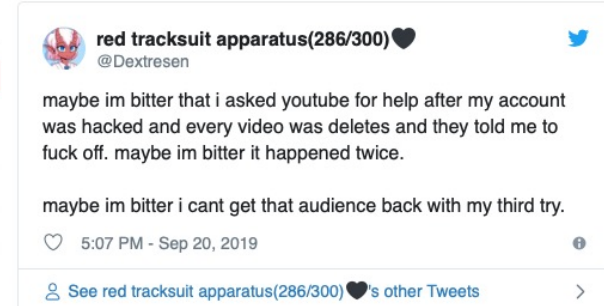 red tracksuit apparatus(286/300)🖤
@Dextresen
maybe im bitter that i asked youtube for help after my account
was hacked and every video was deletes and they told me to
fuck off. maybe im bitter it happened twice.
maybe im bitter i cant get that audience back with my third try.
5:07 PM - Sep 20, 2019
See red tracksuit apparatus(286/300)🖤's other Tweets